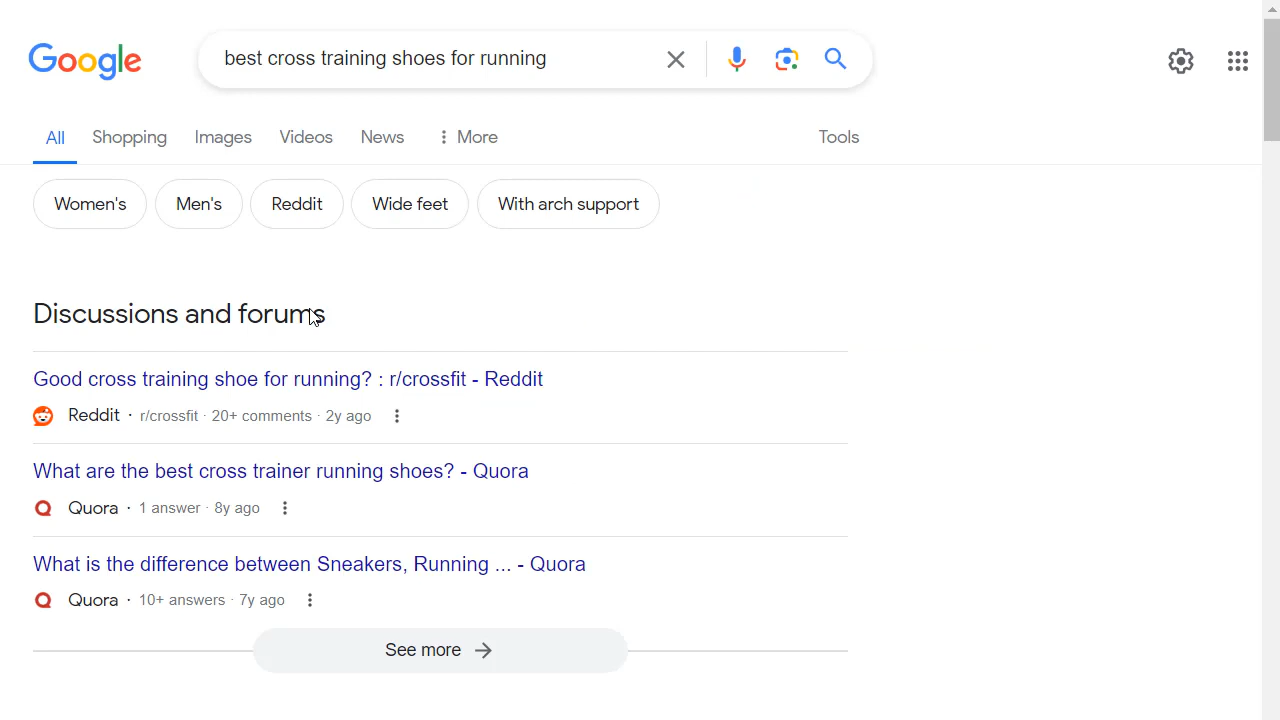 Google
best cross training shoes for running
All Shopping Images Videos News More Tools
Women's Men's Reddit Wide feet With arch support
Discussions and forums
Good cross training shoe for running? : r/crossfit - Reddit
Reddit · r/crossfit · 20+ comments · 2y ago
What are the best cross trainer running shoes? - Quora
Quora · 1 answer · 8y ago
What is the difference between Sneakers, Running ... - Quora
Quora · 10+ answers · 7y ago
See more